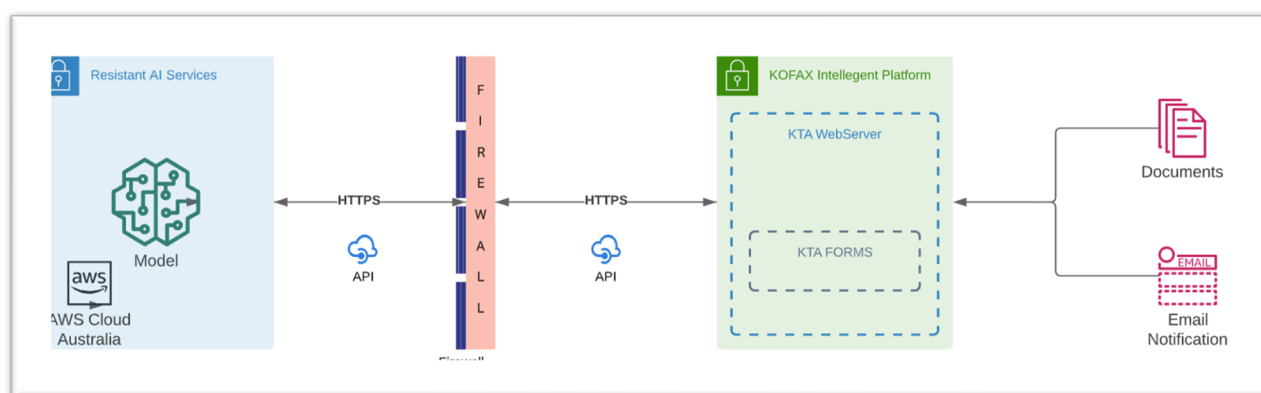 Resistant AI Services
Model
aws
AWS Cloud
Australia
HTTPS
API
F
I
R
E
W
A
L
L
Firewall
HTTPS
API
KOFAX Intellegent Platform
KTA WebServer
KTA FORMS
Documents
EMAIL
Email
Notification